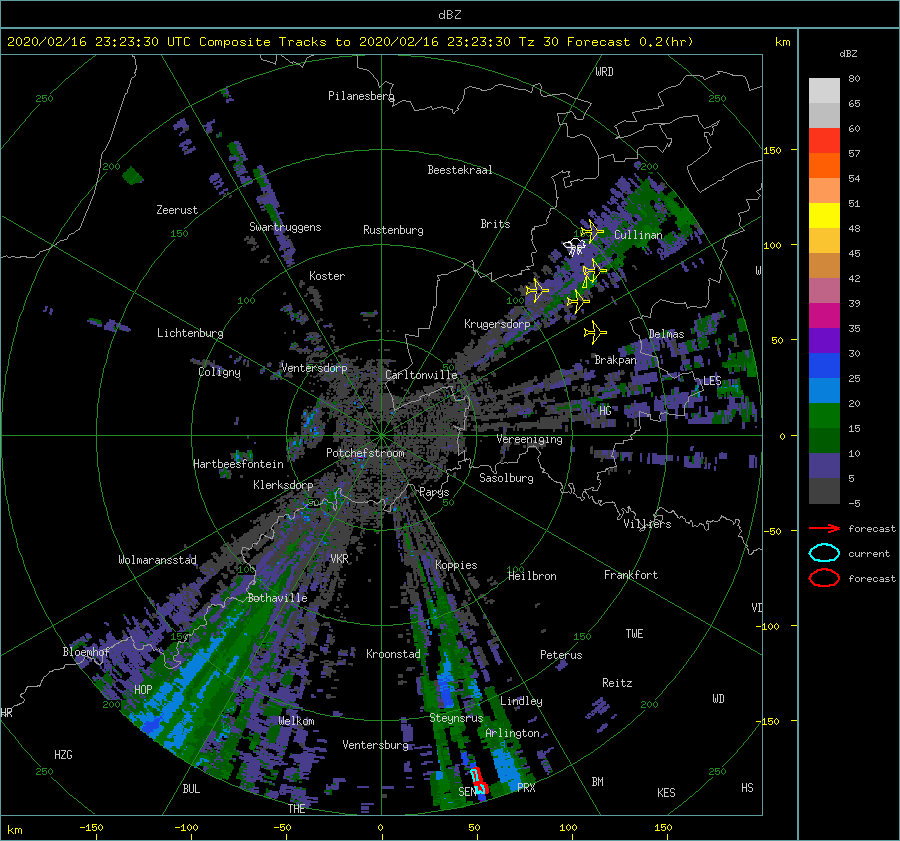 dBZ
2020/02/16 23:23:30 UTC Composite Tracks to 2020/02/16 23:23:30 Tz 30 Forecast 0.2(hr)
km
dBZ
WRD
250
Pilanesberg
250
80
65
60
57
54
51
48
45
42
39
35
30
25
20
15
10
5
-5
150
200
Beestekraal
200
Zeerust
150
Swartruggens
Rustenburg
Brits
Cullinan
100
Koster
W
100
100
Krugersdorp
Lichtenburg
Delmas
50
Brakpan
Coligny
Ventersdorp
Carltonville
LES
HG
0
Vereeniging
Potchefstroom
Hartbeesfontein
Sasolburg
Klerksdorp
Parys
50
50
Villiers
-50
forecast
current
forecast
Wolmaransstad
VKR
Koppies
100
100
Heilbron
Frankfort
Bothaville
VI
-100
150
150
TWE
Bloemhof
Kroonstad
Peterus
HOP
Reitz
WD
200
200
HR
Lindley
Welkom
Steynsrus
-150
Arlington
HZG
Ventersburg
250
250
BUL
SEN
PRX
BM
KES
HS
THE
km
-150
-100
-50
0
50
100
150